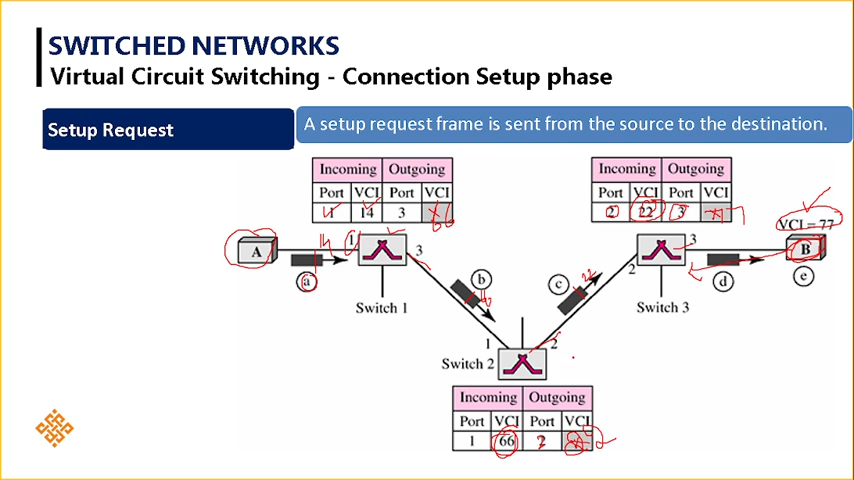 SWITCHED NETWORKS
Virtual Circuit Switching - Connection Setup phase
Setup Request
A setup request frame is sent from the source to the destination.
Incoming Outgoing
Port VCI Port VCI
1 14 3 66
Incoming Outgoing
Port VCI Port VCI
2 22 3
VCI = 77
A 14 1 3
a
Switch 1
b
c 22
2 3
Switch 3
B
d
e
1 2
Switch 2
Incoming Outgoing
Port VCI Port VCI
1 66 2